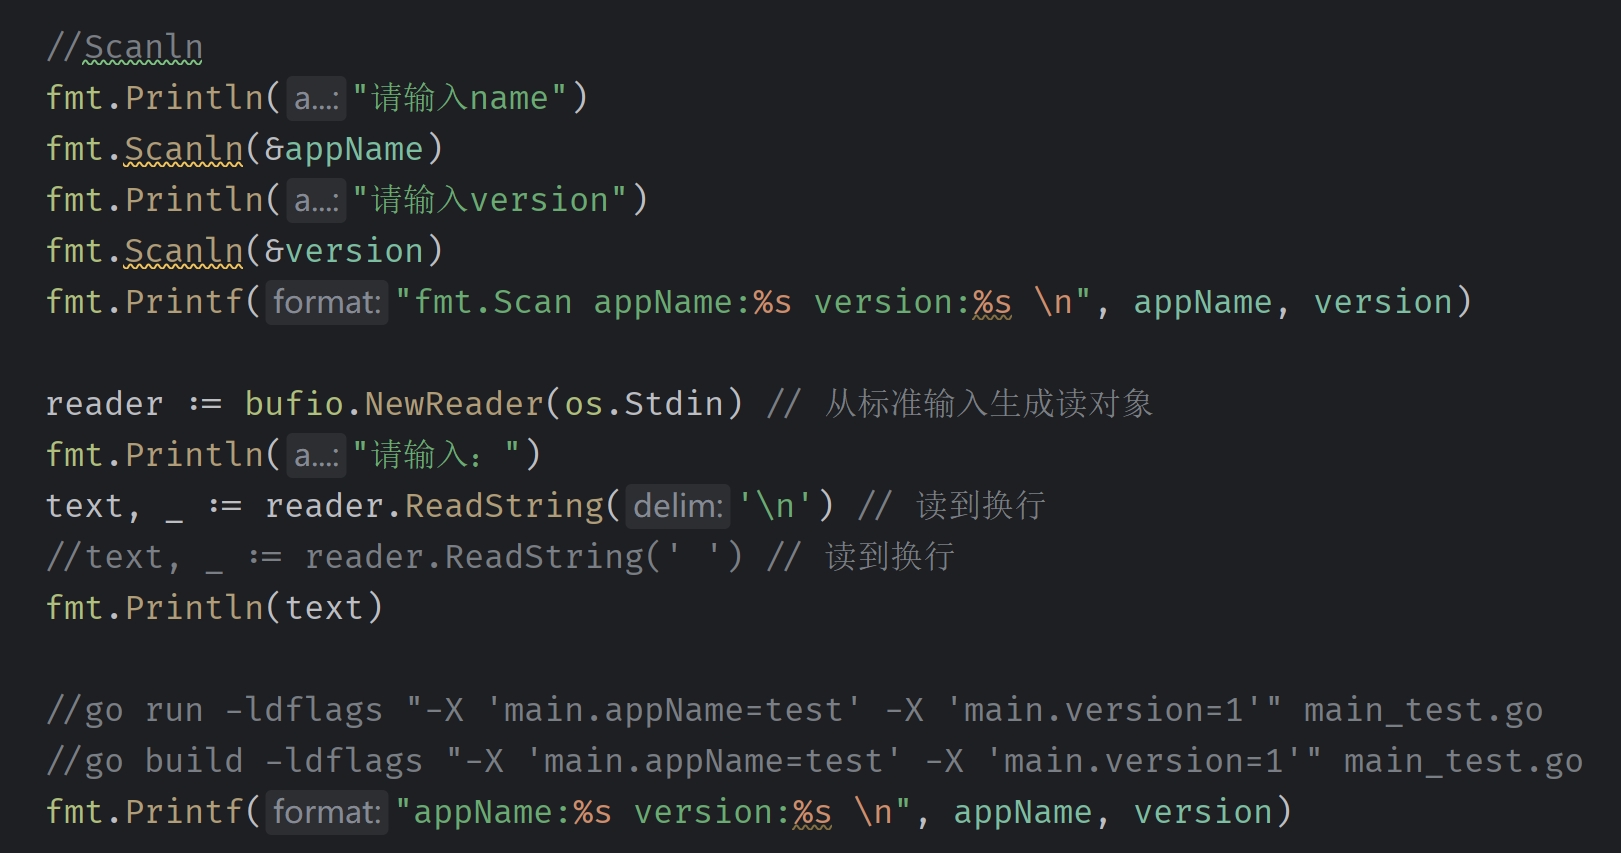 //Scanln
fmt.Println(a...:"请输入name")
fmt.Scanln(&appName)
fmt.Println(a...:"请输入version")
fmt.Scanln(&version)
fmt.Printf(format:"fmt.Scan appName:%s version:%s \n", appName, version)
reader := bufio.NewReader(os.Stdin) // 从标准输入生成读对象
fmt.Println(a...:"请输入：")
text, _ := reader.ReadString(delim:'\n') // 读到换行
//text, _ := reader.ReadString(' ') // 读到换行
fmt.Println(text)
//go run -ldflags "-X 'main.appName=test' -X 'main.version=1'" main_test.go
//go build -ldflags "-X 'main.appName=test' -X 'main.version=1'" main_test.go
fmt.Printf(format:"appName:%s version:%s \n", appName, version)